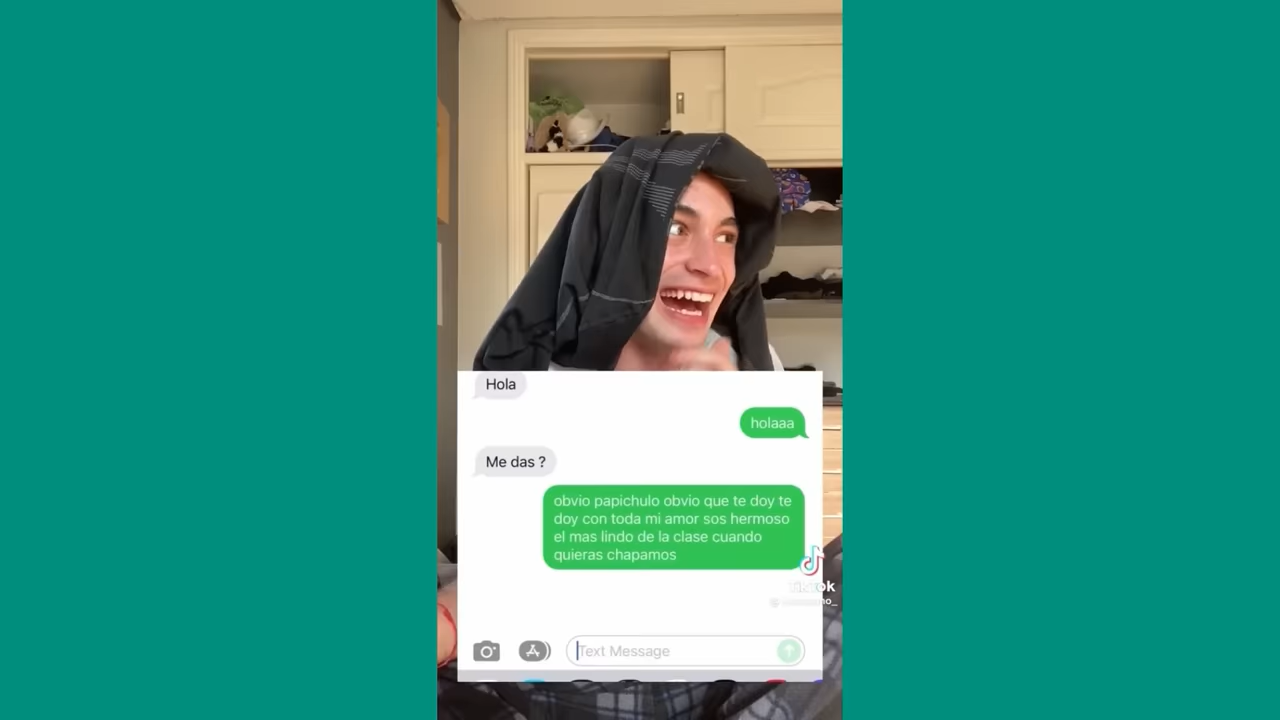 Hola
holaaa
Me das ?
obvio papichulo obvio que te doy te
doy con toda mi amor sos hermoso
el mas lindo de la clase cuando
quieras chapamos
Text Message
TikTok